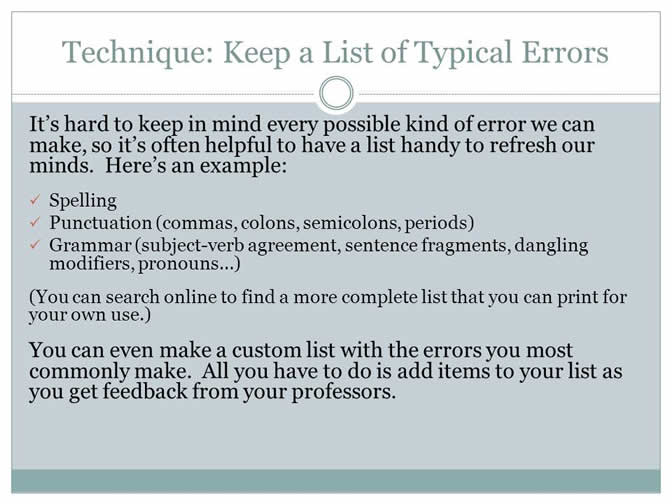 Technique: Keep a List of Typical Errors
It's hard to keep in mind every possible kind of error we can
make, so it's often helpful to have a list handy to refresh our
minds.  Here's an example:
✓ Spelling
✓ Punctuation (commas, colons, semicolons, periods)
✓ Grammar (subject-verb agreement, sentence fragments, dangling
modifiers, pronouns…)
(You can search online to find a more complete list that you can print for
your own use.)
You can even make a custom list with the errors you most
commonly make.  All you have to do is add items to your list as
you get feedback from your professors.